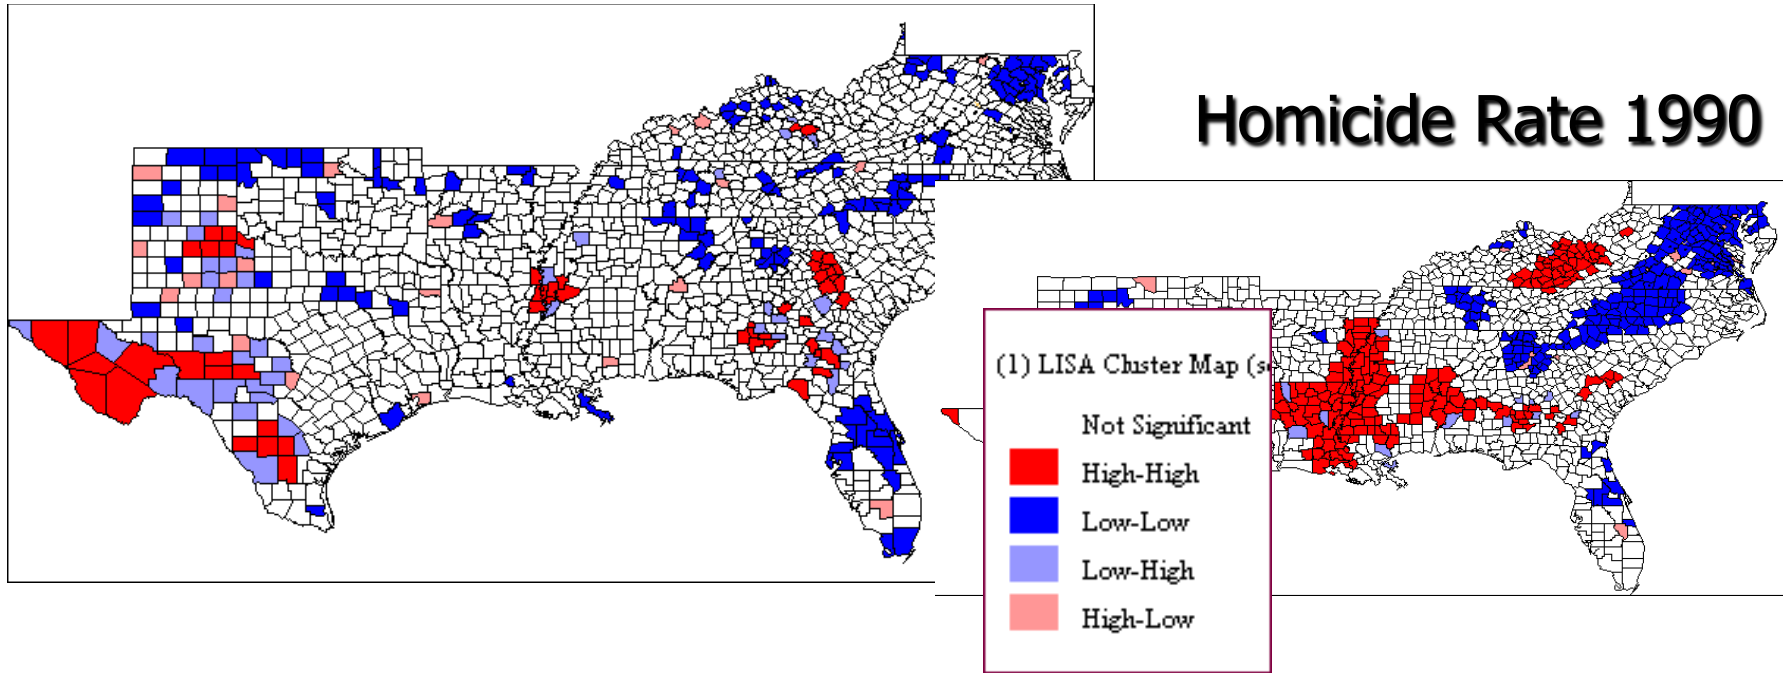 Homicide Rate 1990
(1) LISA Cluster Map (s
Not Significant
High-High
Low-Low
Low-High
High-Low